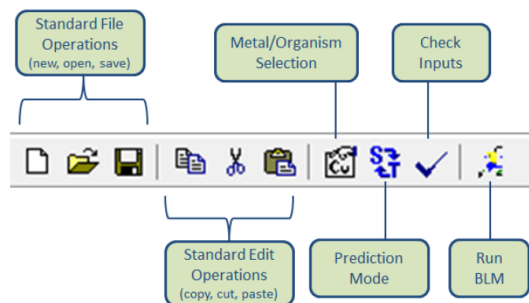 Standard File
Operations
(new, open, save)
Metal/Organism
Selection
Check
Inputs
Cu
S
T
Standard Edit
Operations
(copy, cut, paste)
Prediction
Mode
Run
BLM